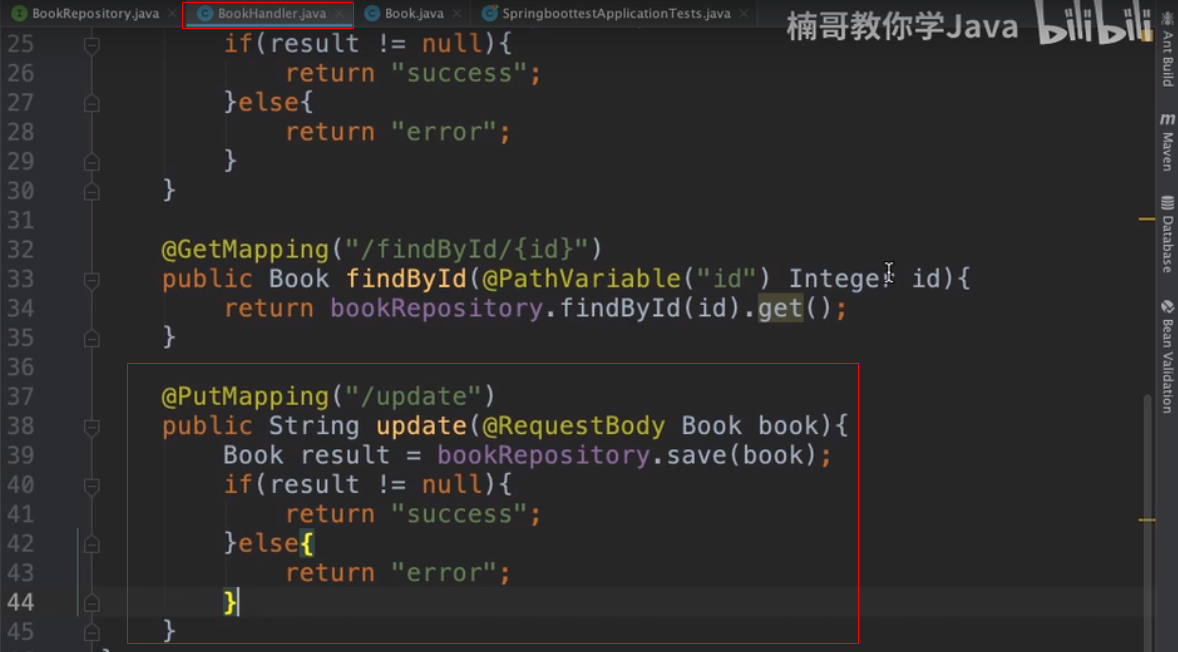 BookRepository.java
BookHandler.java
Book.java
SpringboottestApplicationTests.java
楠哥教你学Java
bilibili
25 if(result != null){
26 return "success";
27 }else{
28 return "error";
29 }
30 }
31
32 @GetMapping("/findById/{id}")
33 public Book findById(@PathVariable("id") Integer id){
34 return bookRepository.findById(id).get();
35 }
36
37 @PutMapping("/update")
38 public String update(@RequestBody Book book){
39 Book result = bookRepository.save(book);
40 if(result != null){
41 return "success";
42 }else{
43 return "error";
44 }
45 }
Ant Build
Maven
Database
Bean Validation